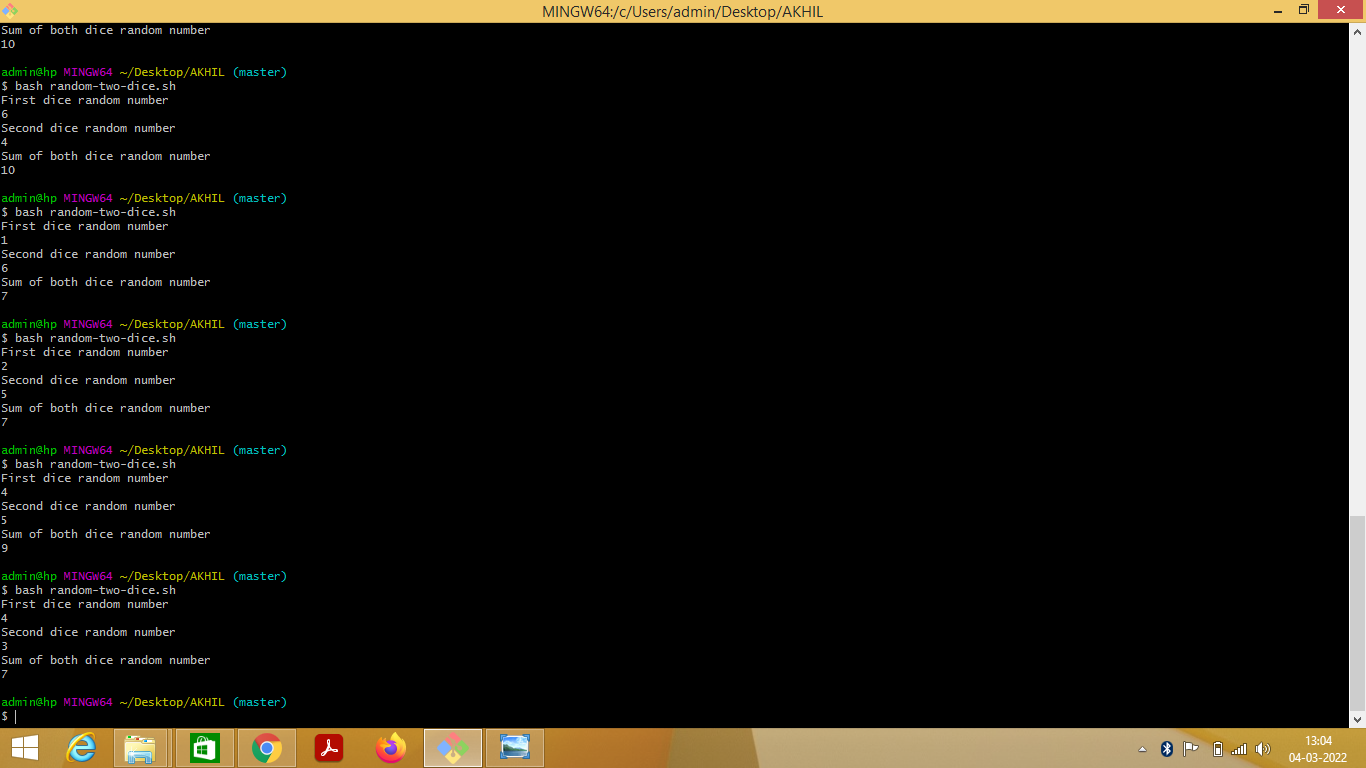 MINGW64:/c/Users/admin/Desktop/AKHIL
Sum of both dice random number
10
admin@hp MINGW64 ~/Desktop/AKHIL (master)
$ bash random-two-dice.sh
First dice random number
6
Second dice random number
4
Sum of both dice random number
10
admin@hp MINGW64 ~/Desktop/AKHIL (master)
$ bash random-two-dice.sh
First dice random number
1
Second dice random number
6
Sum of both dice random number
7
admin@hp MINGW64 ~/Desktop/AKHIL (master)
$ bash random-two-dice.sh
First dice random number
2
Second dice random number
5
Sum of both dice random number
7
admin@hp MINGW64 ~/Desktop/AKHIL (master)
$ bash random-two-dice.sh
First dice random number
4
Second dice random number
5
Sum of both dice random number
9
admin@hp MINGW64 ~/Desktop/AKHIL (master)
$ bash random-two-dice.sh
First dice random number
4
Second dice random number
3
Sum of both dice random number
7
admin@hp MINGW64 ~/Desktop/AKHIL (master)
$
13:04
04-03-2022